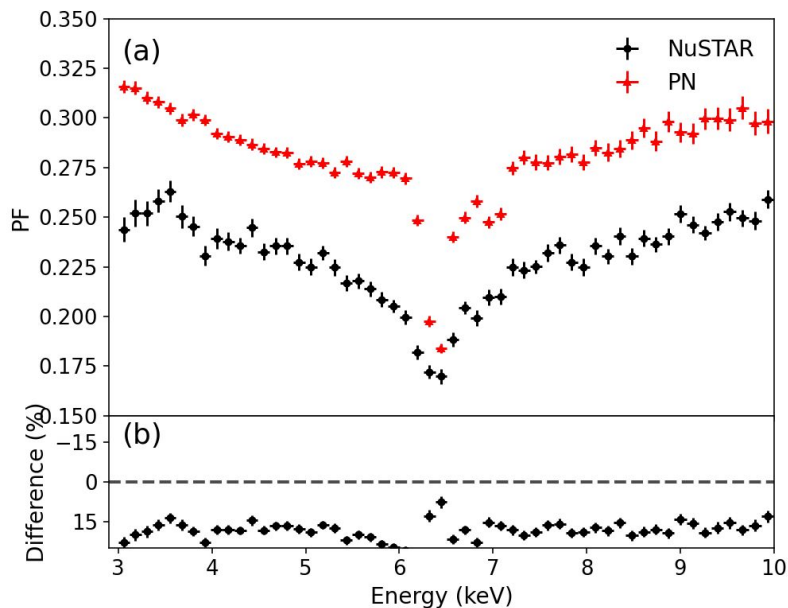 0.350
(a)
NuSTAR
PN
0.325
0.300
0.275
0.250
PF
0.225
0.200
0.175
0.150
(b)
Difference (%)
−15
0
15
3 4 5 6 7 8 9 10
Energy (keV)